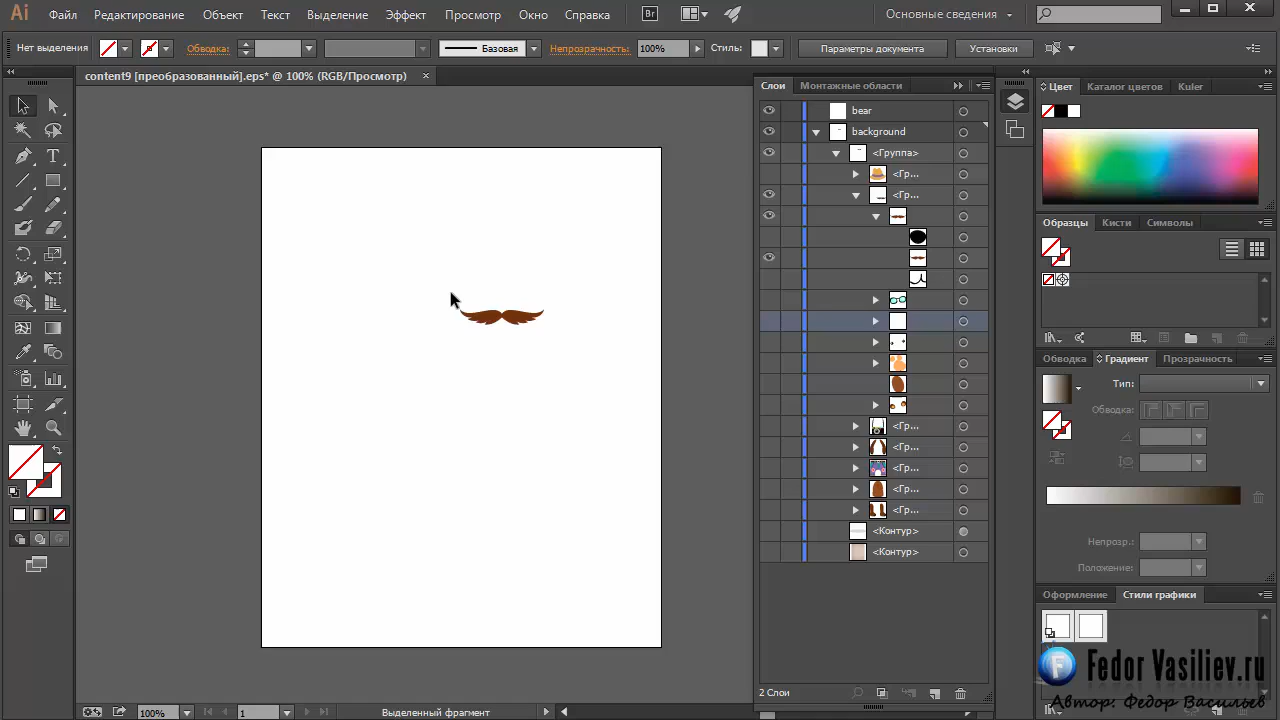 Ai Файл Редактирование Объект Текст Выделение Эффект Просмотр Окно Справка Br Основные сведения
Нет выделения Обводка: Базовая Непрозрачность: 100% Стиль: Параметры документа Установки
content9 [преобразованный].eps* @ 100% (RGB/Просмотр)
Слои Монтажные области
bear
background
<Группа>
<Гр...
<Гр...
<Гр...
<Гр...
<Гр...
<Гр...
<Гр...
<Контур>
<Контур>
2 Слои
Цвет Каталог цветов Kuler
Образцы Кисти Символы
Обводка Градиент Прозрачность
Тип:
Обводка:
Непрозр.:
Положение:
Оформление Стили графики
Fedor Vasiliev.ru
Автор: Федор Васильев
100% 1 Выделенный фрагмент